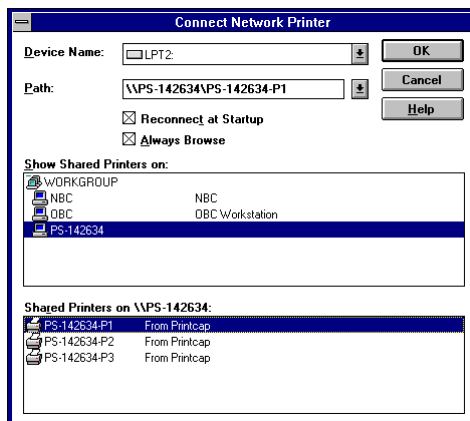 Connect Network Printer
Device Name: LPT2: OK
Path: \\PS-142634\PS-142634-P1 Cancel
Help
Reconnect at Startup
Always Browse
Show Shared Printers on:
WORKGROUP
NBC NBC
OBC OBC Workstation
PS-142634
Shared Printers on \\PS-142634:
PS-142634-P1 From Printcap
PS-142634-P2 From Printcap
PS-142634-P3 From Printcap